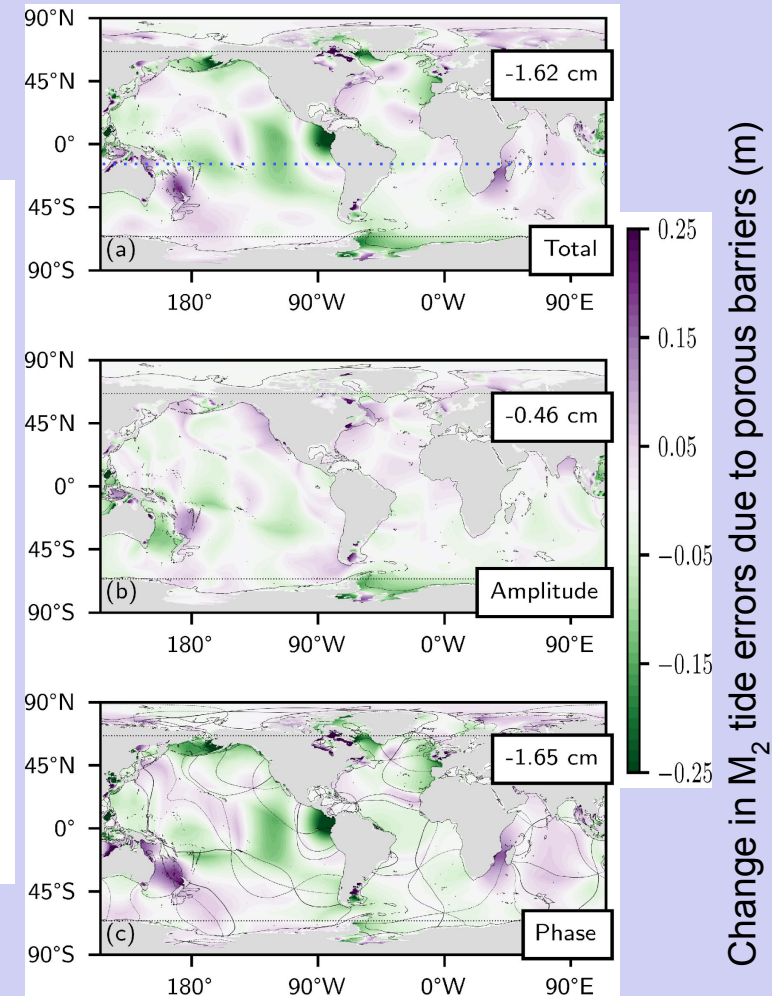 90°N
45°N
0°
45°S
90°S
-1.62 cm
(a)
Total
180°
90°W
0°W
90°E
90°N
45°N
0°
45°S
90°S
-0.46 cm
(b)
Amplitude
180°
90°W
0°W
90°E
90°N
45°N
0°
45°S
90°S
-1.65 cm
(c)
Phase
180°
90°W
0°W
90°E
0.25
0.15
0.05
−0.05
−0.15
−0.25
Change in M2 tide errors due to porous barriers (m)